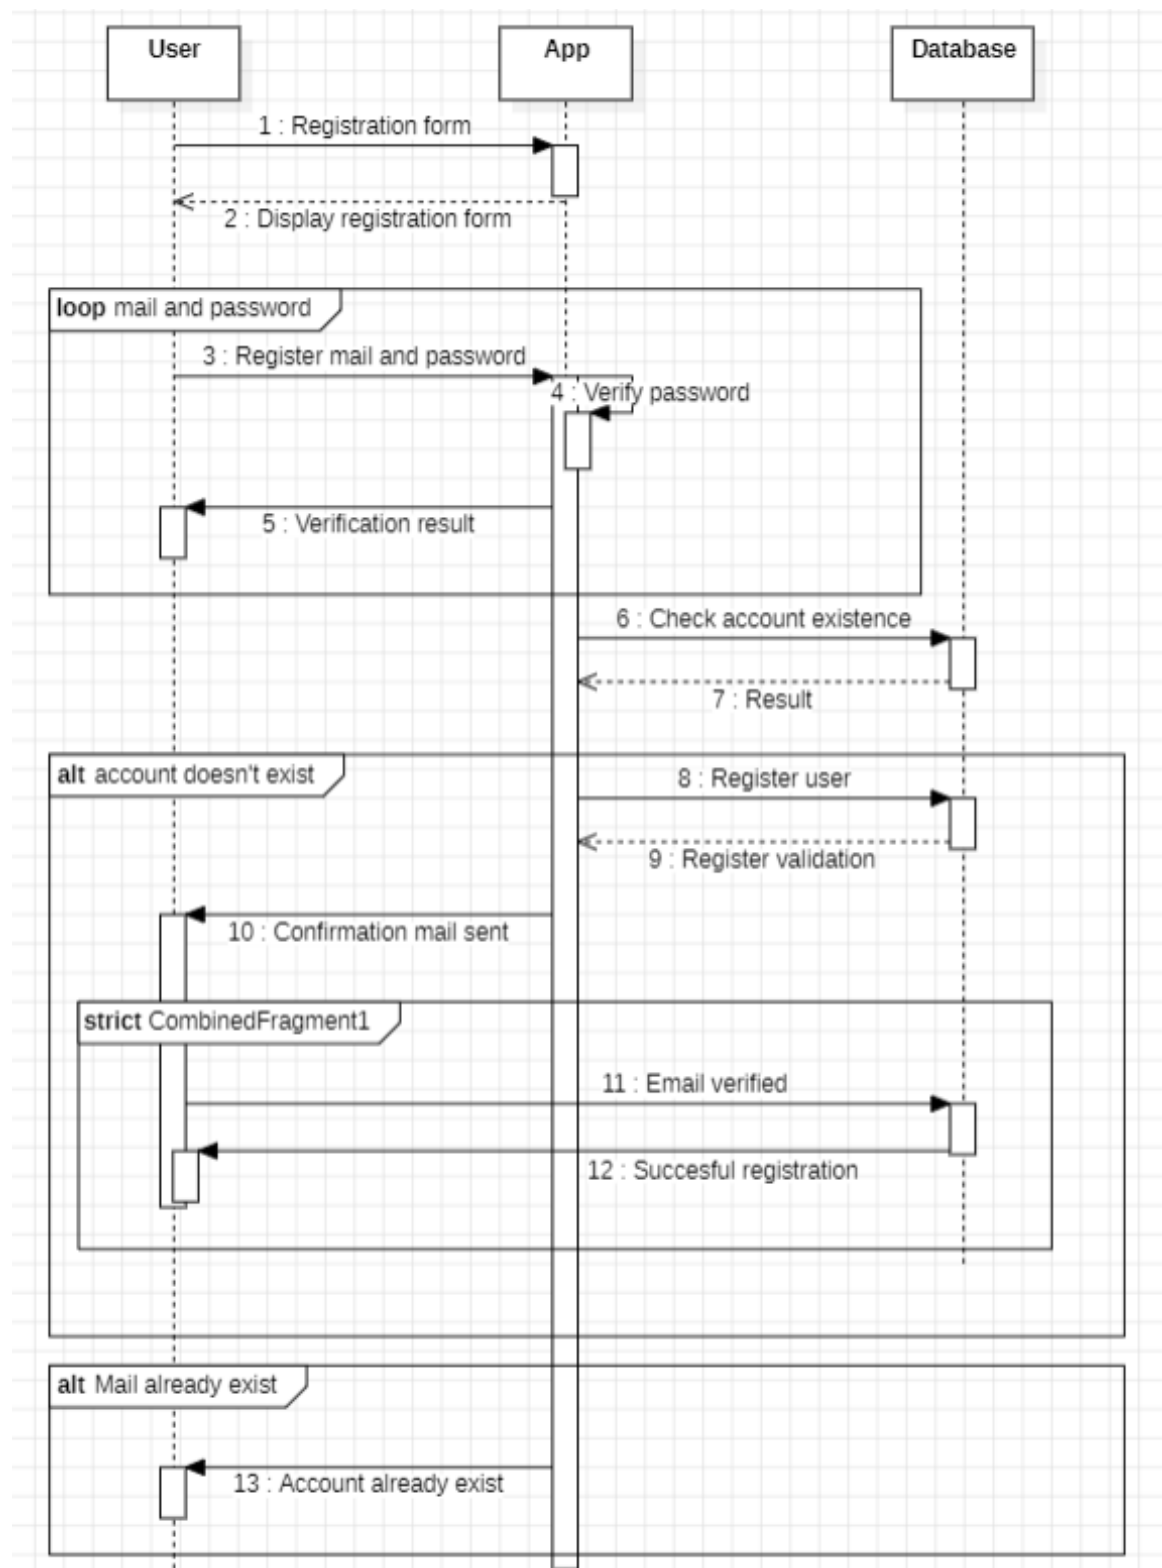 User
App
Database
1 : Registration form
2 : Display registration form
loop mail and password
3 : Register mail and password
4 : Verify password
5 : Verification result
6 : Check account existence
7 : Result
alt account doesn't exist
8 : Register user
9 : Register validation
10 : Confirmation mail sent
strict CombinedFragment1
11 : Email verified
12 : Succesful registration
alt Mail already exist
13 : Account already exist